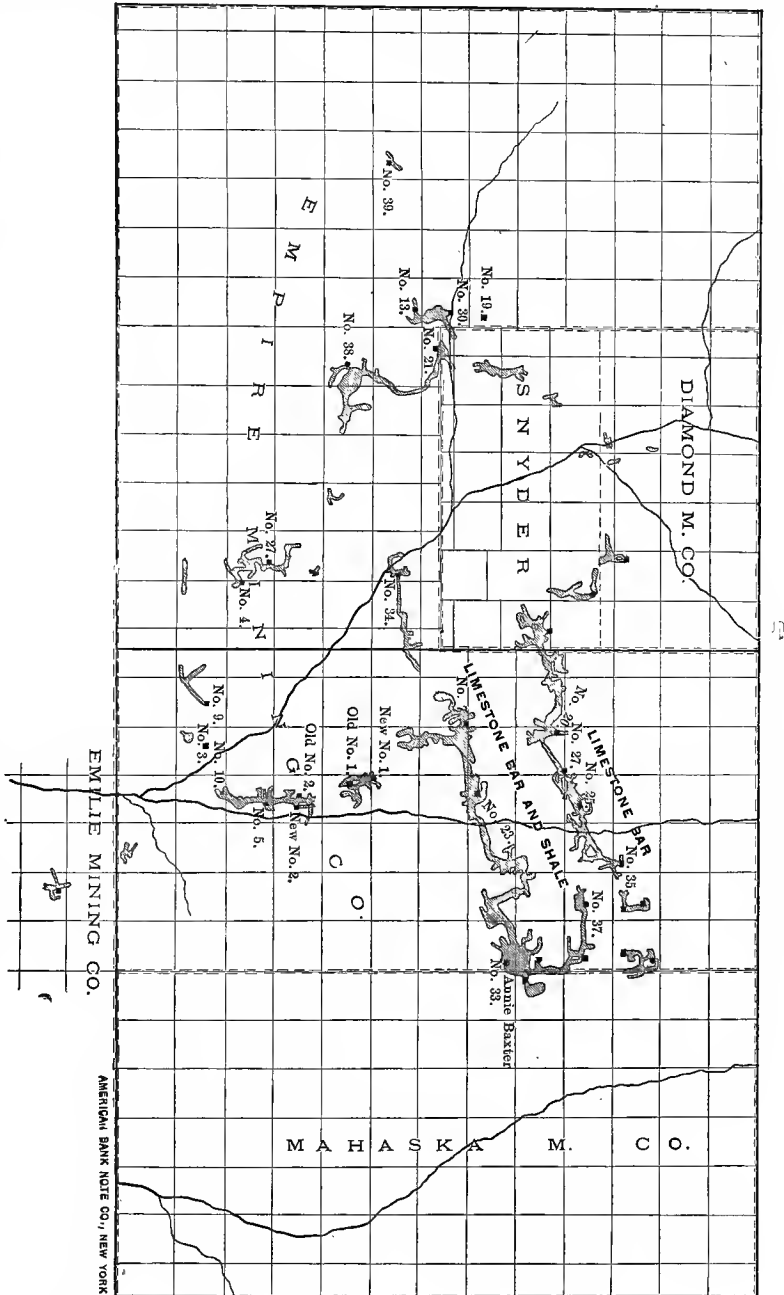 DIAMOND M. CO.
SNYDER
No. 19.
No. 30.
No. 13.
No. 21.
No. 38.
No. 39.
EMPIRE MINING CO.
No. 27.
No. 4.
No. 34.
LIMESTONE BAR
No. 27.
No. 25.
No. 35
No. 37.
LIMESTONE BAR AND SHALE
No.
No. 23.
Annie Baxter
No. 33.
New No. 1.
Old No. 1.
Old No. 2.
New No. 2.
No. 5.
No. 10.
No. 9.
No. 3.
EMILIE MINING CO.
MAHASKA M. CO.
AMERICAN BANK NOTE CO., NEW YORK